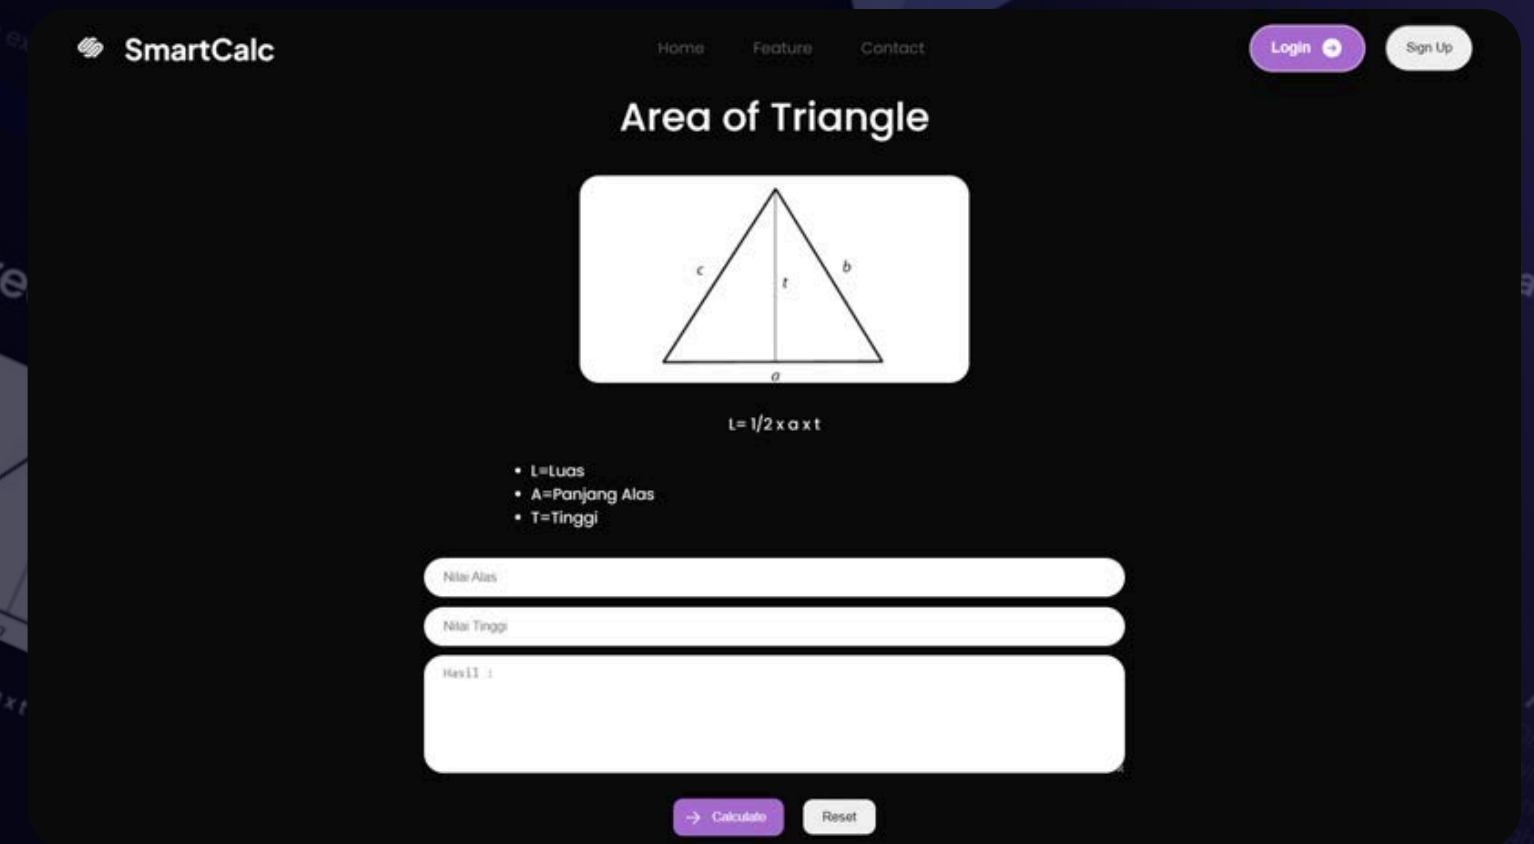 SmartCalc
Home
Feature
Contact
Login
Sign Up
Area of Triangle
c
b
t
a
L= 1/2 x a x t
L=Luas
A=Panjang Alas
T=Tinggi
Nilai Alas
Nilai Tinggi
Hasil :
Calculate
Reset